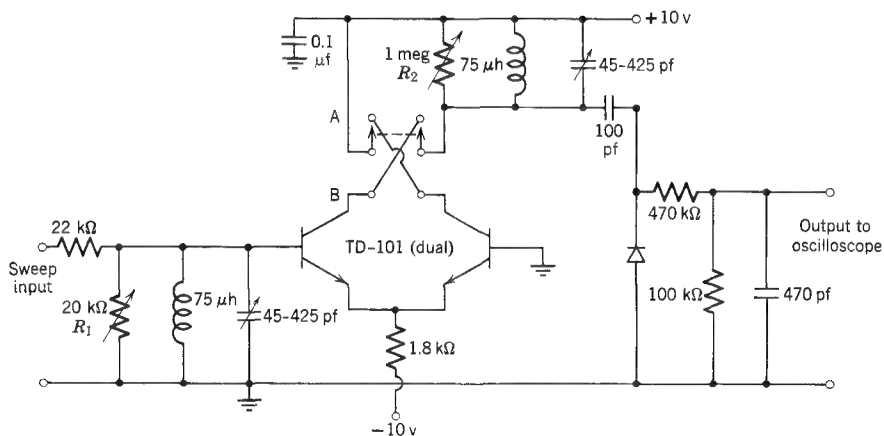 +10 v
0.1
μf
1 meg
R₂
75 μh
45-425 pf
A
100
pf
B
22 kΩ
470 kΩ
TD-101 (dual)
Output to
oscilloscope
Sweep
input
20 kΩ
R₁
75 μh
45-425 pf
100 kΩ
470 pf
1.8 kΩ
-10 v